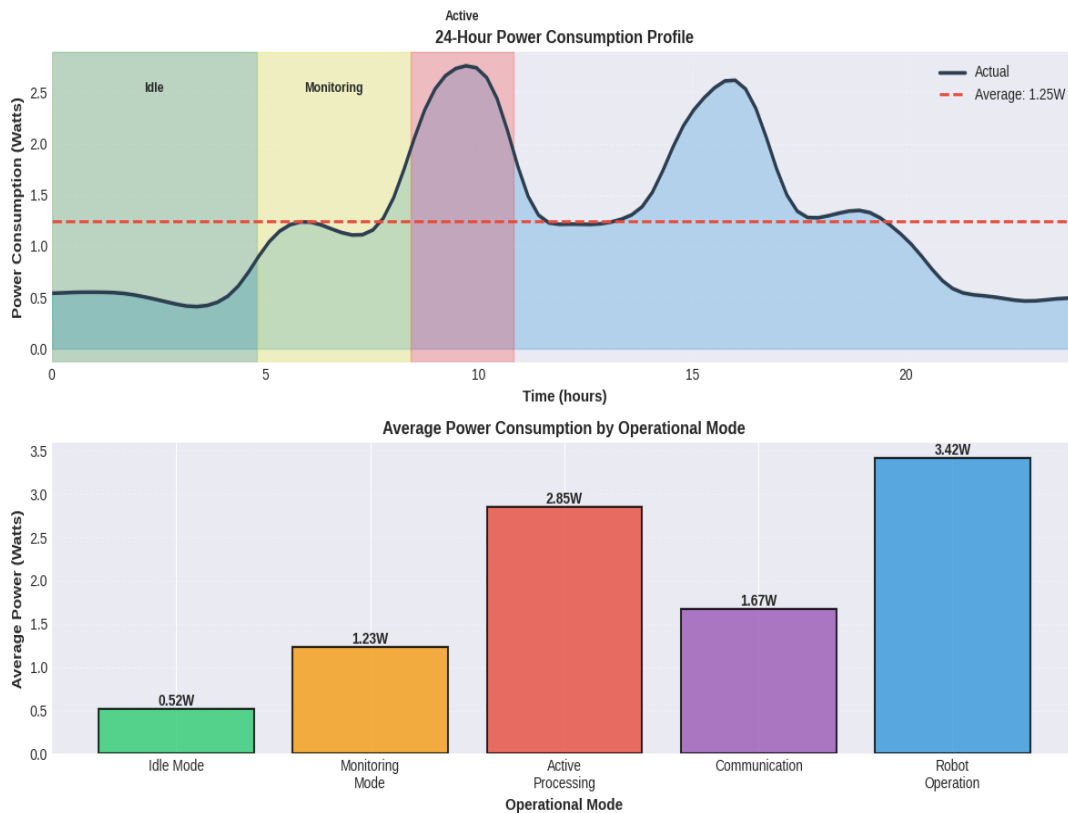 Active
24-Hour Power Consumption Profile
Idle
Monitoring
Actual
Average: 1.25W
Power Consumption (Watts)
2.5
2.0
1.5
1.0
0.5
0.0
0
5
10
15
20
Time (hours)
Average Power Consumption by Operational Mode
Average Power (Watts)
3.5
3.0
2.5
2.0
1.5
1.0
0.5
0.0
0.52W
1.23W
2.85W
1.67W
3.42W
Idle Mode
Monitoring
Mode
Active
Processing
Communication
Robot
Operation
Operational Mode